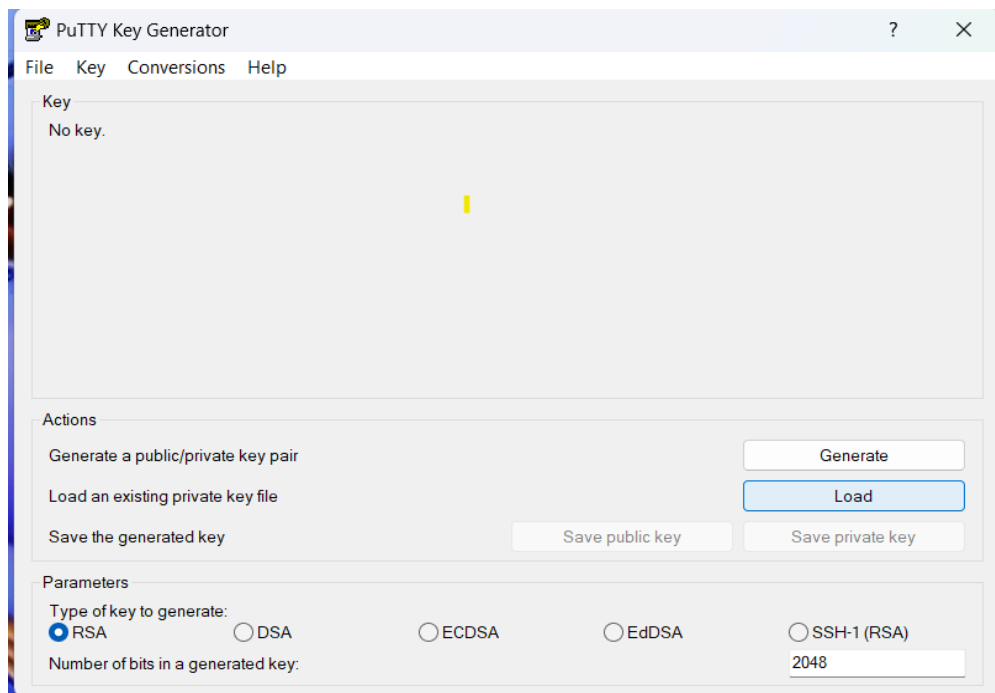 PuTTY Key Generator ?
File Key Conversions Help
Key
No key.
Actions
Generate a public/private key pair Generate
Load an existing private key file Load
Save the generated key Save public key Save private key
Parameters
Type of key to generate:
RSA DSA ECDSA EdDSA SSH-1 (RSA)
Number of bits in a generated key: 2048